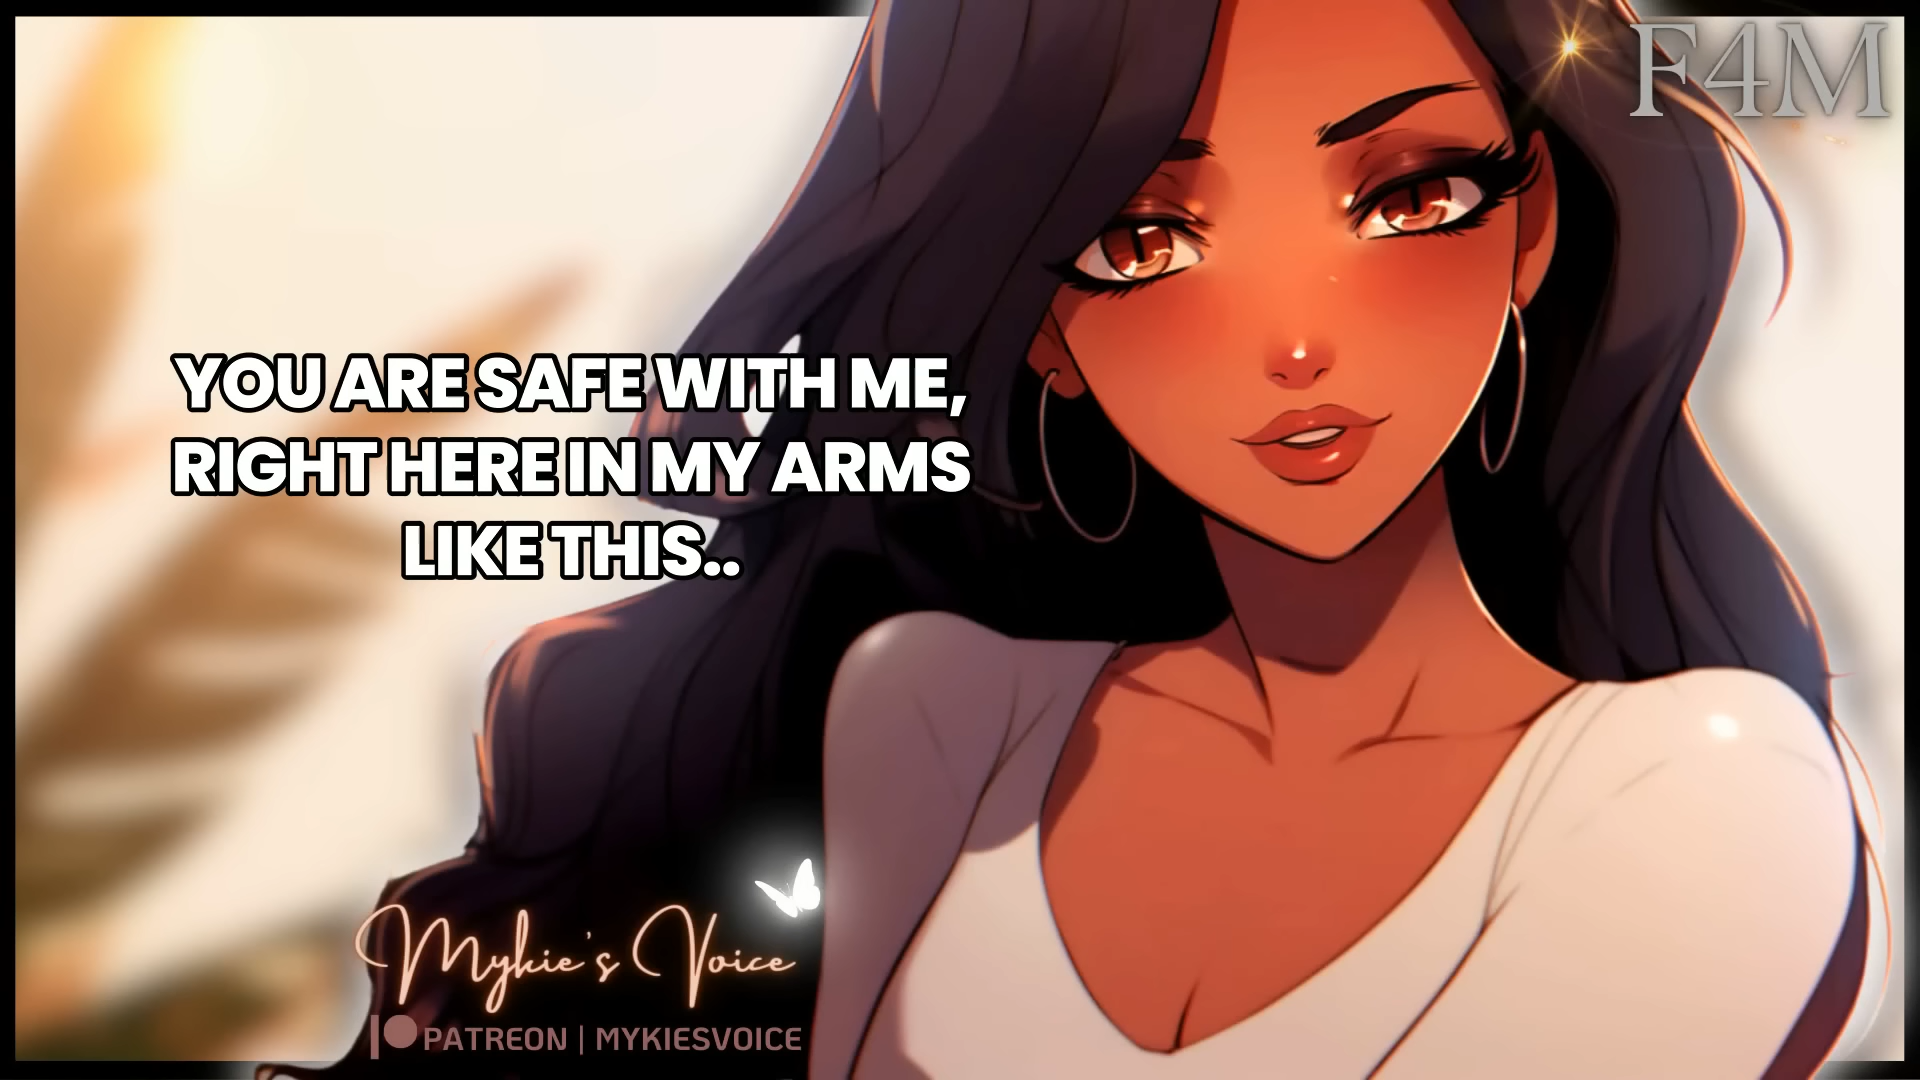 F4M
YOU ARE SAFE WITH ME,
RIGHT HERE IN MY ARMS
LIKE THIS..
Mykie's Voice
PATREON | MYKIESVOICE